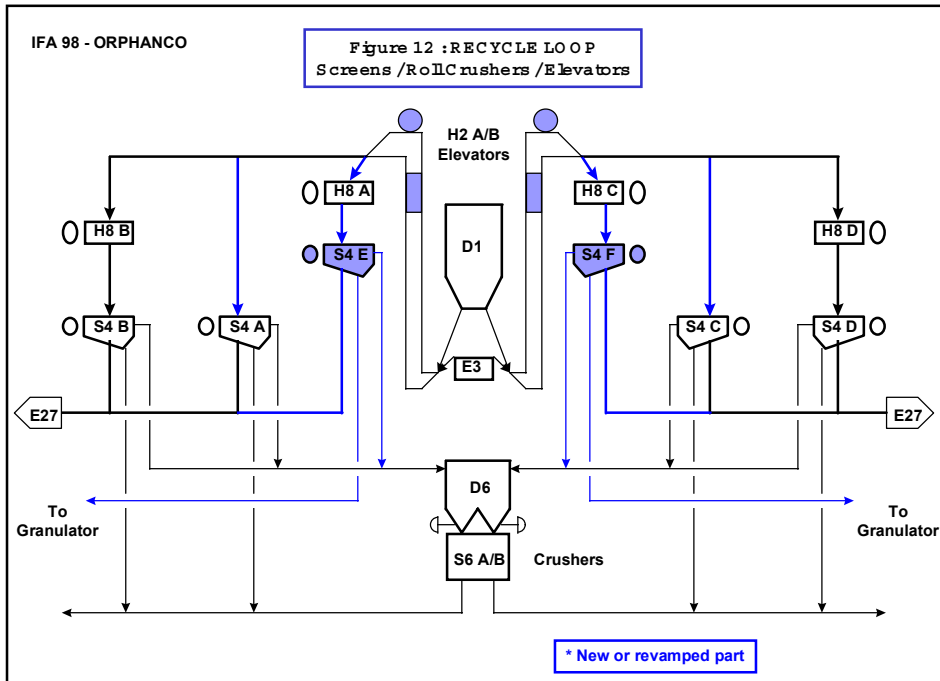 IFA 98 - ORPHANCO
Figure 12 : RECYCLE LOOP
Screens / Roll Crushers / Elevators
H2 A/B
Elevators
H8 A
H8 C
H8 B
D1
H8 D
S4 E
S4 F
S4 B
S4 A
S4 C
S4 D
E3
E27
E27
D6
To
Granulator
To
Granulator
S6 A/B
Crushers
* New or revamped part